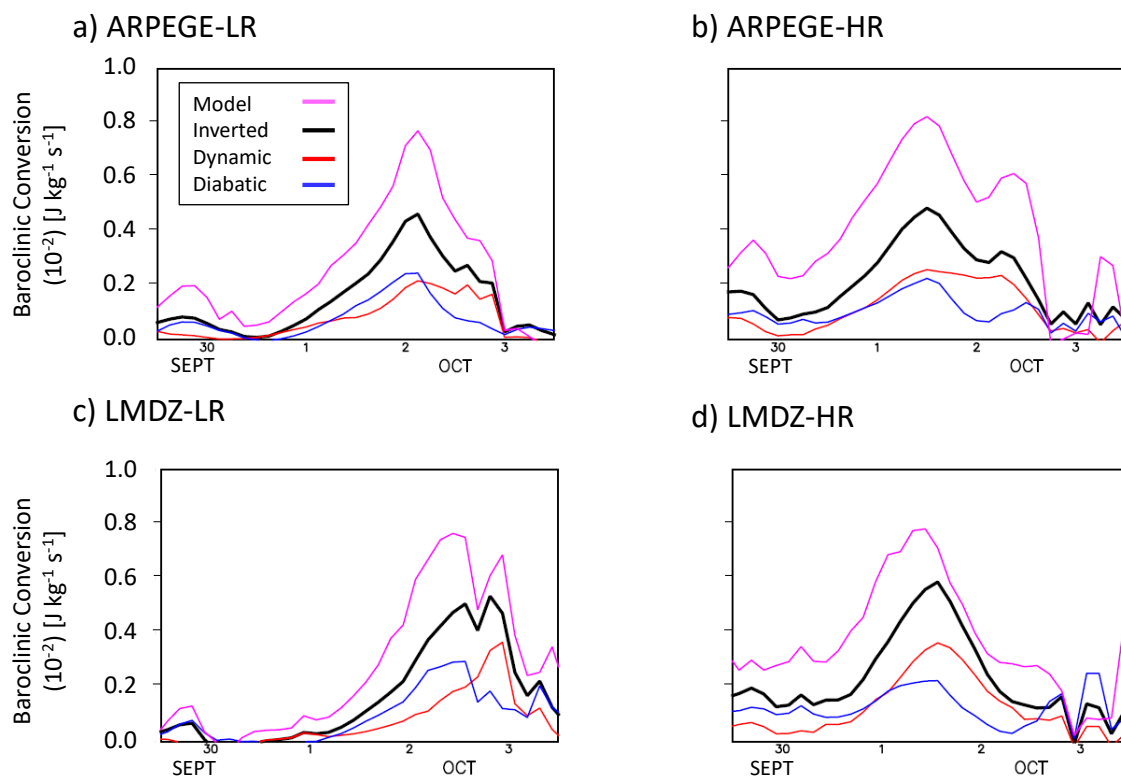 a) ARPEGE-LR
b) ARPEGE-HR
Baroclinic Conversion
(10⁻²) [J kg⁻¹ s⁻¹]
1.0
0.8
0.6
0.4
0.2
0.0
Model
Inverted
Dynamic
Diabatic
30
1
2
3
SEPT
OCT
30
1
2
3
SEPT
OCT
c) LMDZ-LR
d) LMDZ-HR
Baroclinic Conversion
(10⁻²) [J kg⁻¹ s⁻¹]
1.0
0.8
0.6
0.4
0.2
0.0
30
1
2
3
SEPT
OCT
30
1
2
3
SEPT
OCT